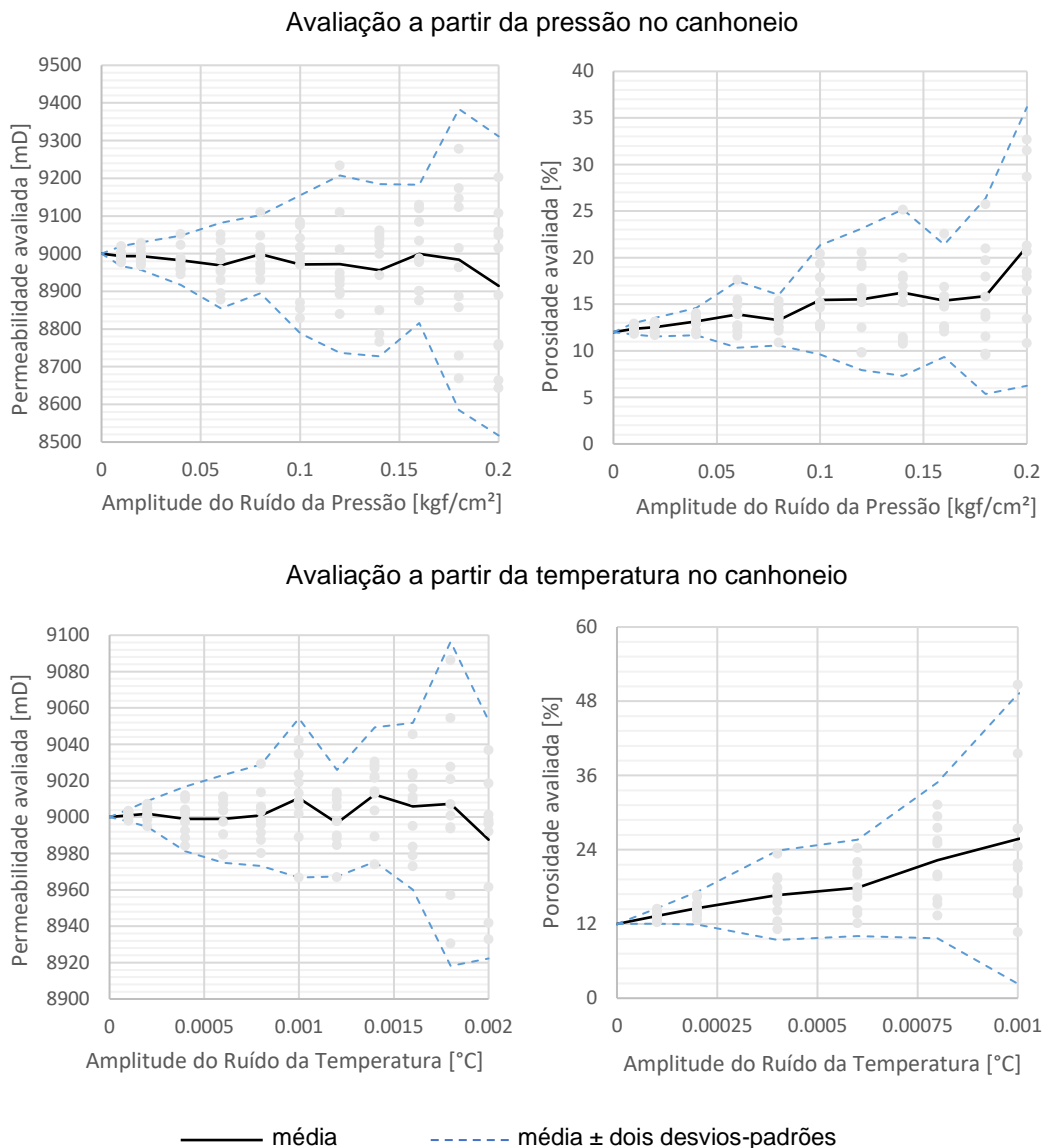 Avaliação a partir da pressão no canhoneio
9500
9400
9300
9200
9100
9000
8900
8800
8700
8600
8500
Permeabilidade avaliada [mD]
0 0.05 0.1 0.15 0.2
Amplitude do Ruído da Pressão [kgf/cm²]
40
35
30
25
20
15
10
5
0
Porosidade avaliada [%]
0 0.05 0.1 0.15 0.2
Amplitude do Ruído da Pressão [kgf/cm²]
Avaliação a partir da temperatura no canhoneio
9100
9080
9060
9040
9020
9000
8980
8960
8940
8920
8900
Permeabilidade avaliada [mD]
0 0.0005 0.001 0.0015 0.002
Amplitude do Ruído da Temperatura [°C]
60
48
36
24
12
0
Porosidade avaliada [%]
0 0.00025 0.0005 0.00075 0.001
Amplitude do Ruído da Temperatura [°C]
média média ± dois desvios-padrões